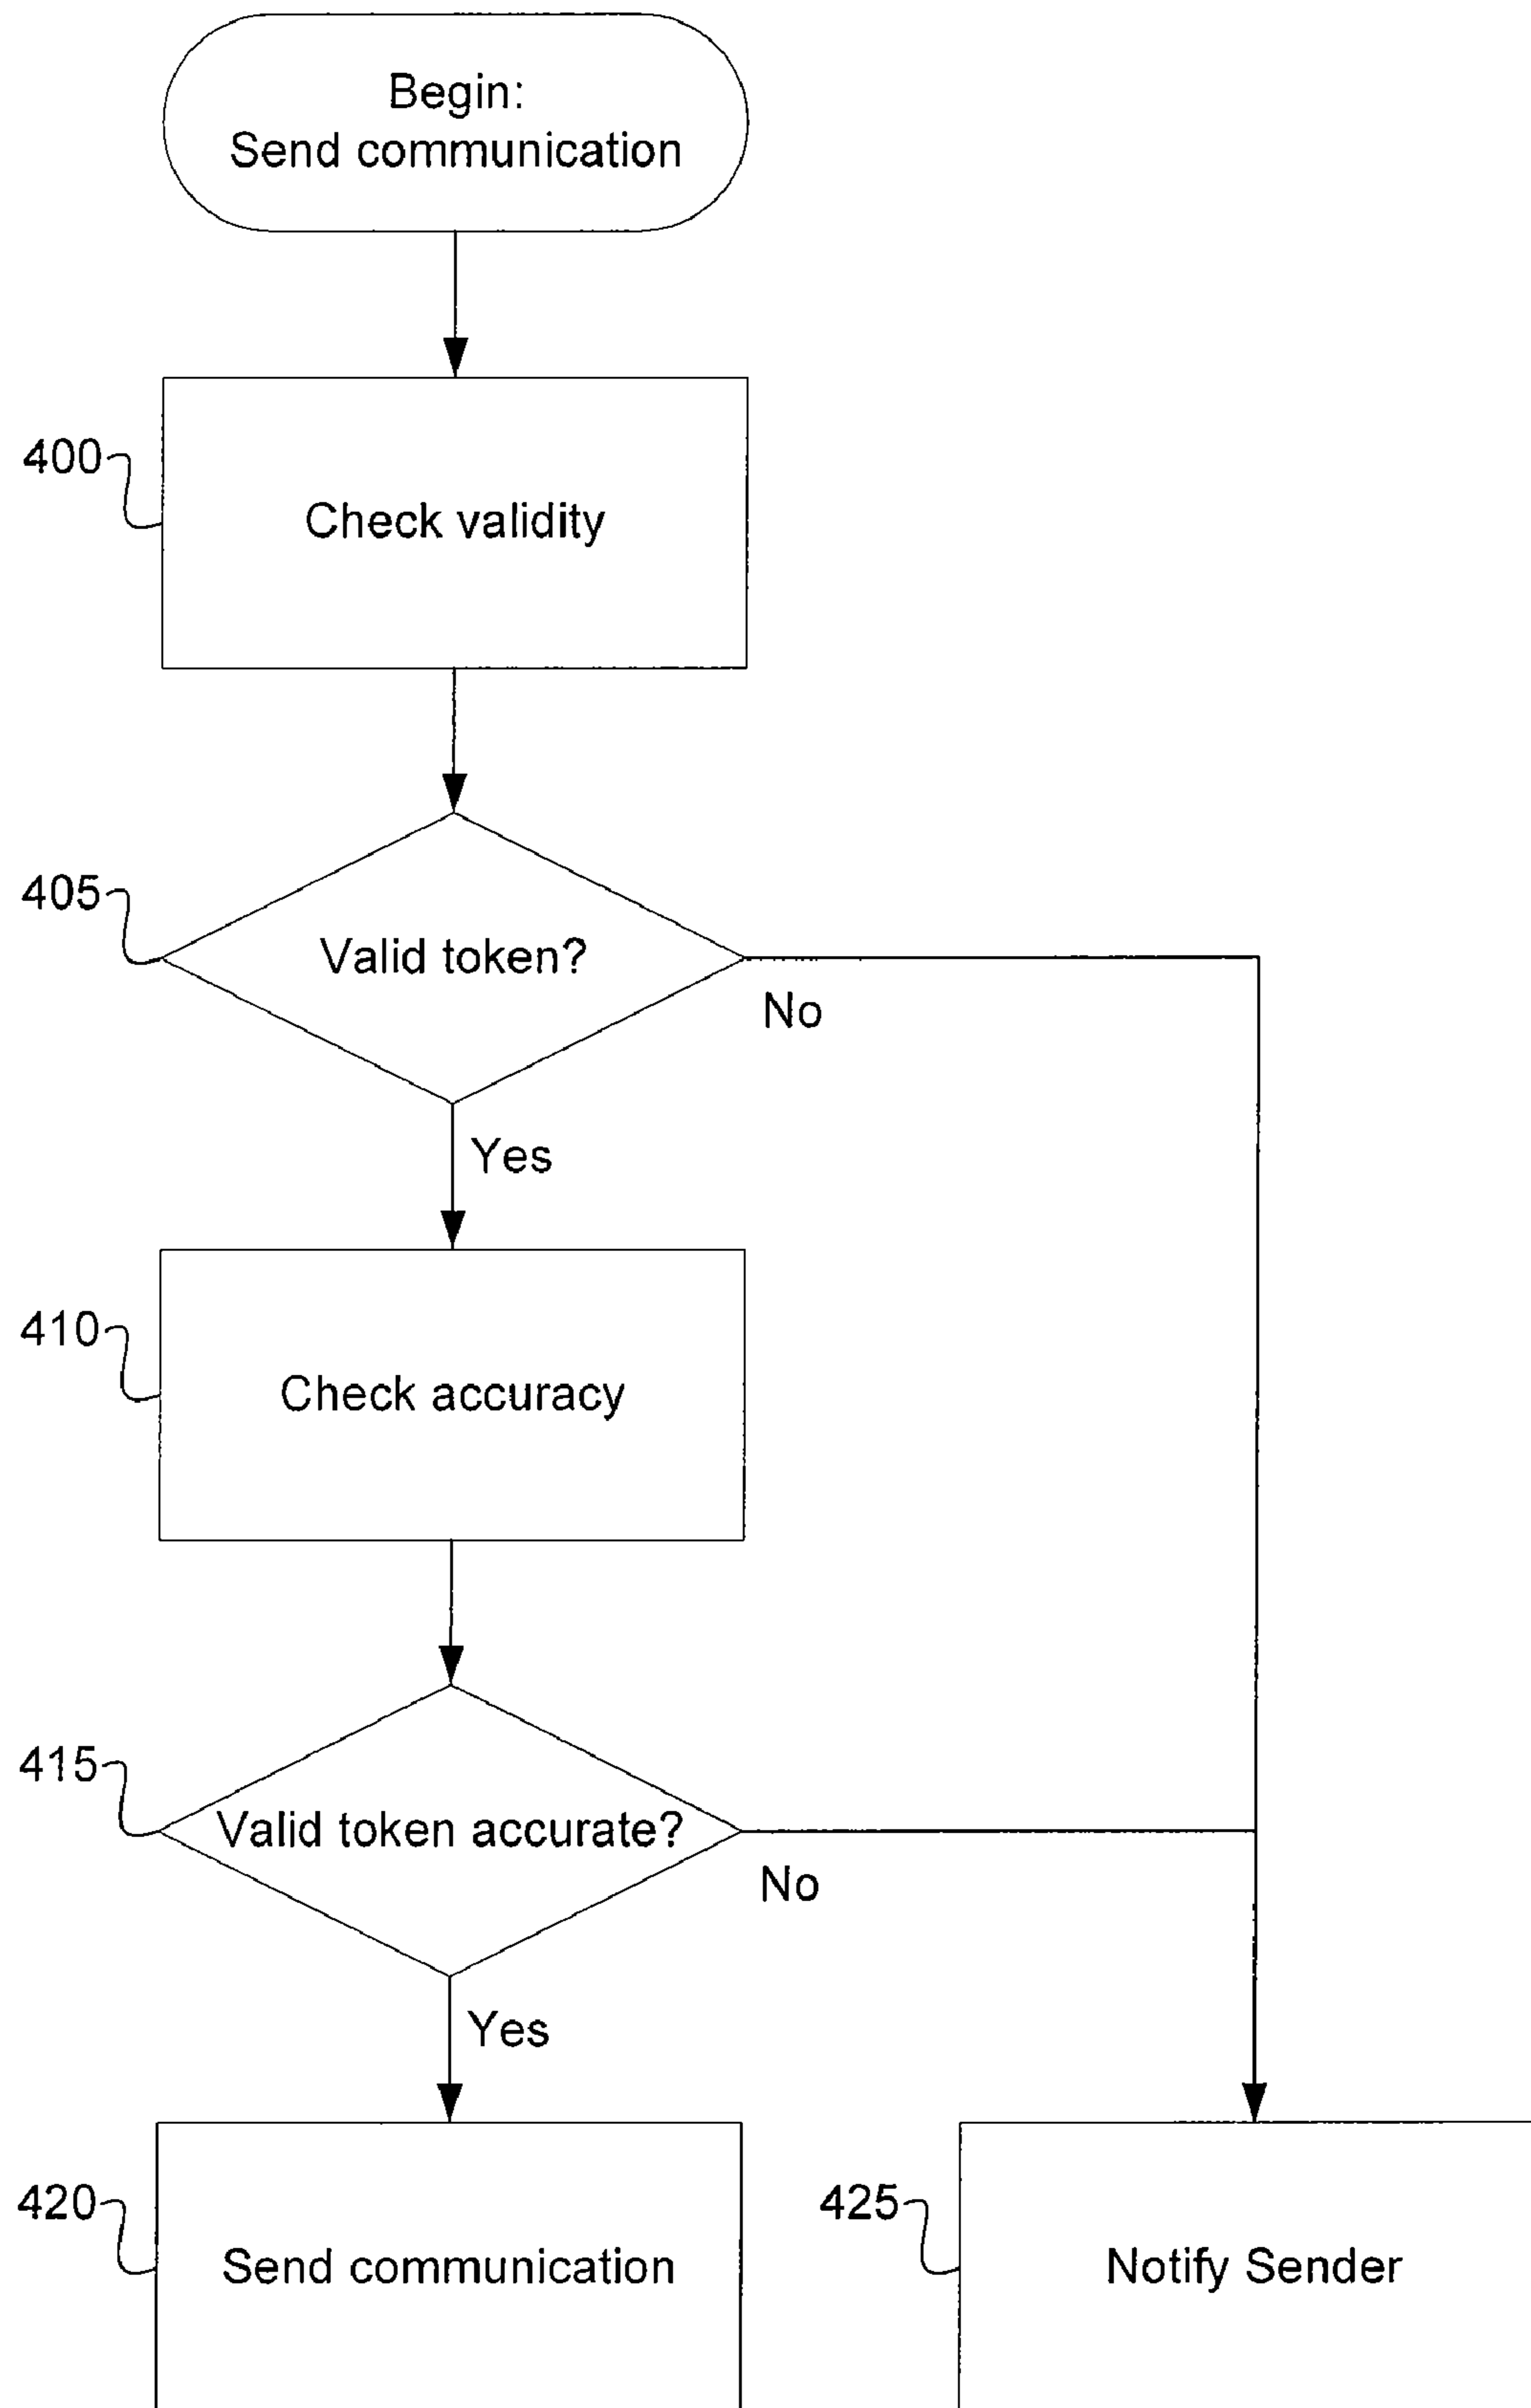 Begin:
Send communication
400
Check validity
405
Valid token?
No
Yes
410
Check accuracy
415
Valid token accurate?
No
Yes
420
Send communication
425
Notify Sender